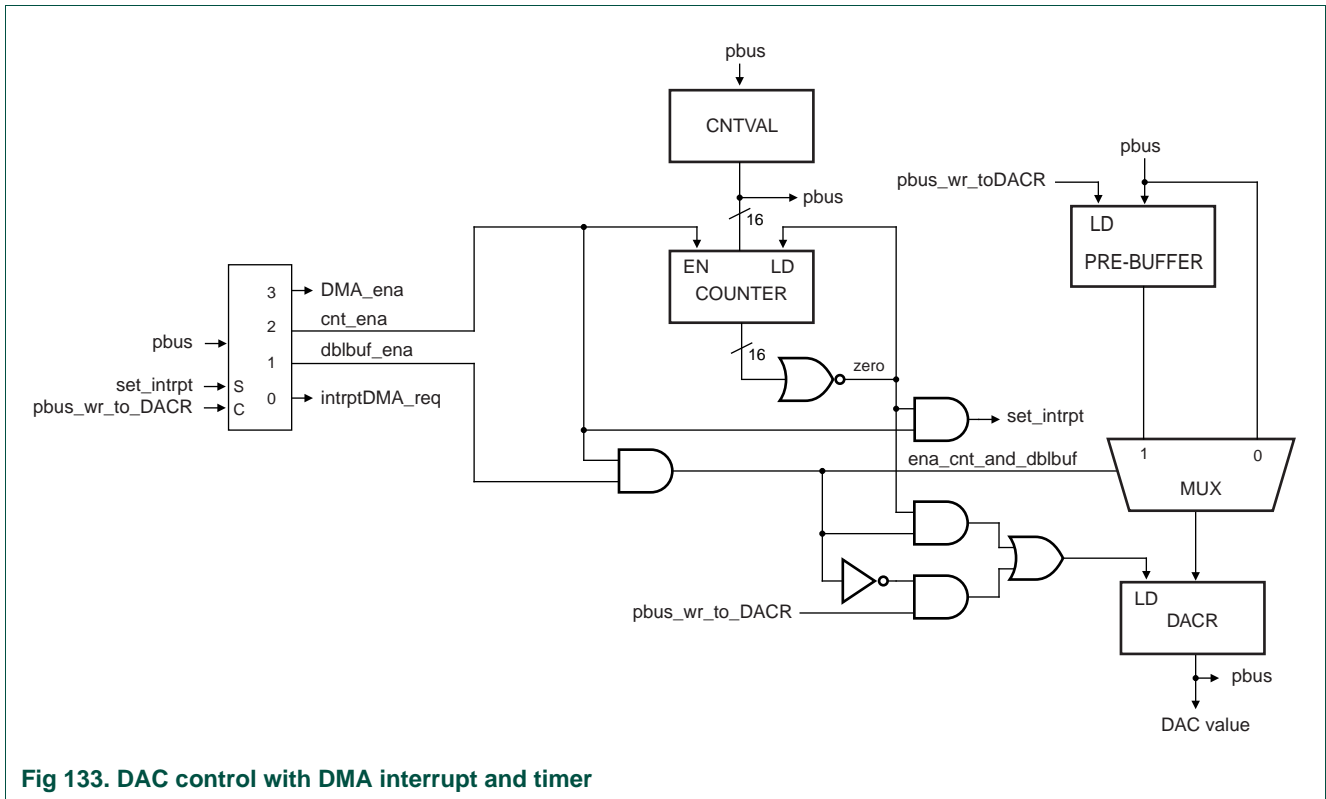 pbus
CNTVAL
pbus
16
EN LD
COUNTER
16
zero
pbus
pbus_wr_toDACR
LD
PRE-BUFFER
3 DMA_ena
2 cnt_ena
1 dblbuf_ena
0 intrptDMA_req
pbus
set_intrpt S
pbus_wr_to_DACR C
set_intrpt
ena_cnt_and_dblbuf
1 0
MUX
pbus_wr_to_DACR
LD
DACR
pbus
DAC value
Fig 133. DAC control with DMA interrupt and timer